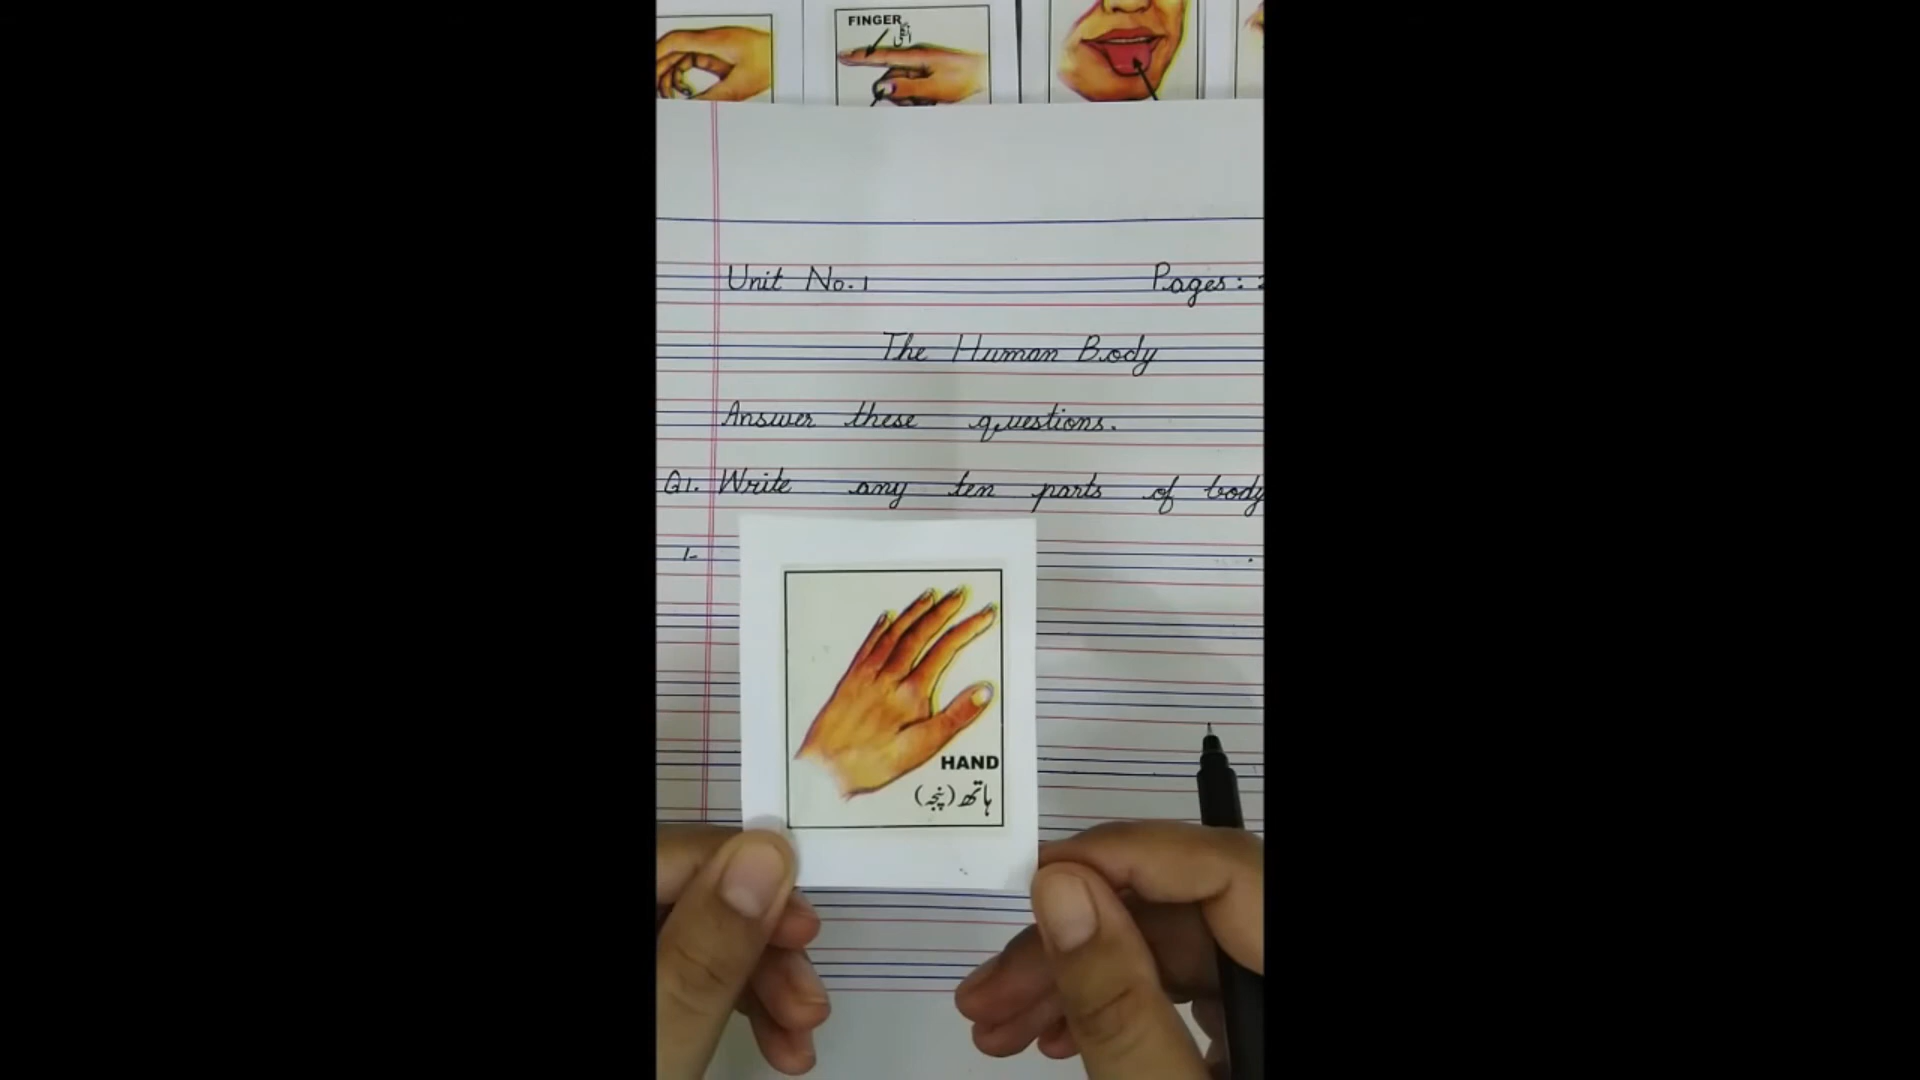 FINGER
انگلی
Unit No. 1 Pages:
The Human Body
Answer these questions.
Q1. Write any ten parts of body
1-
HAND
ہاتھ (پنجہ)